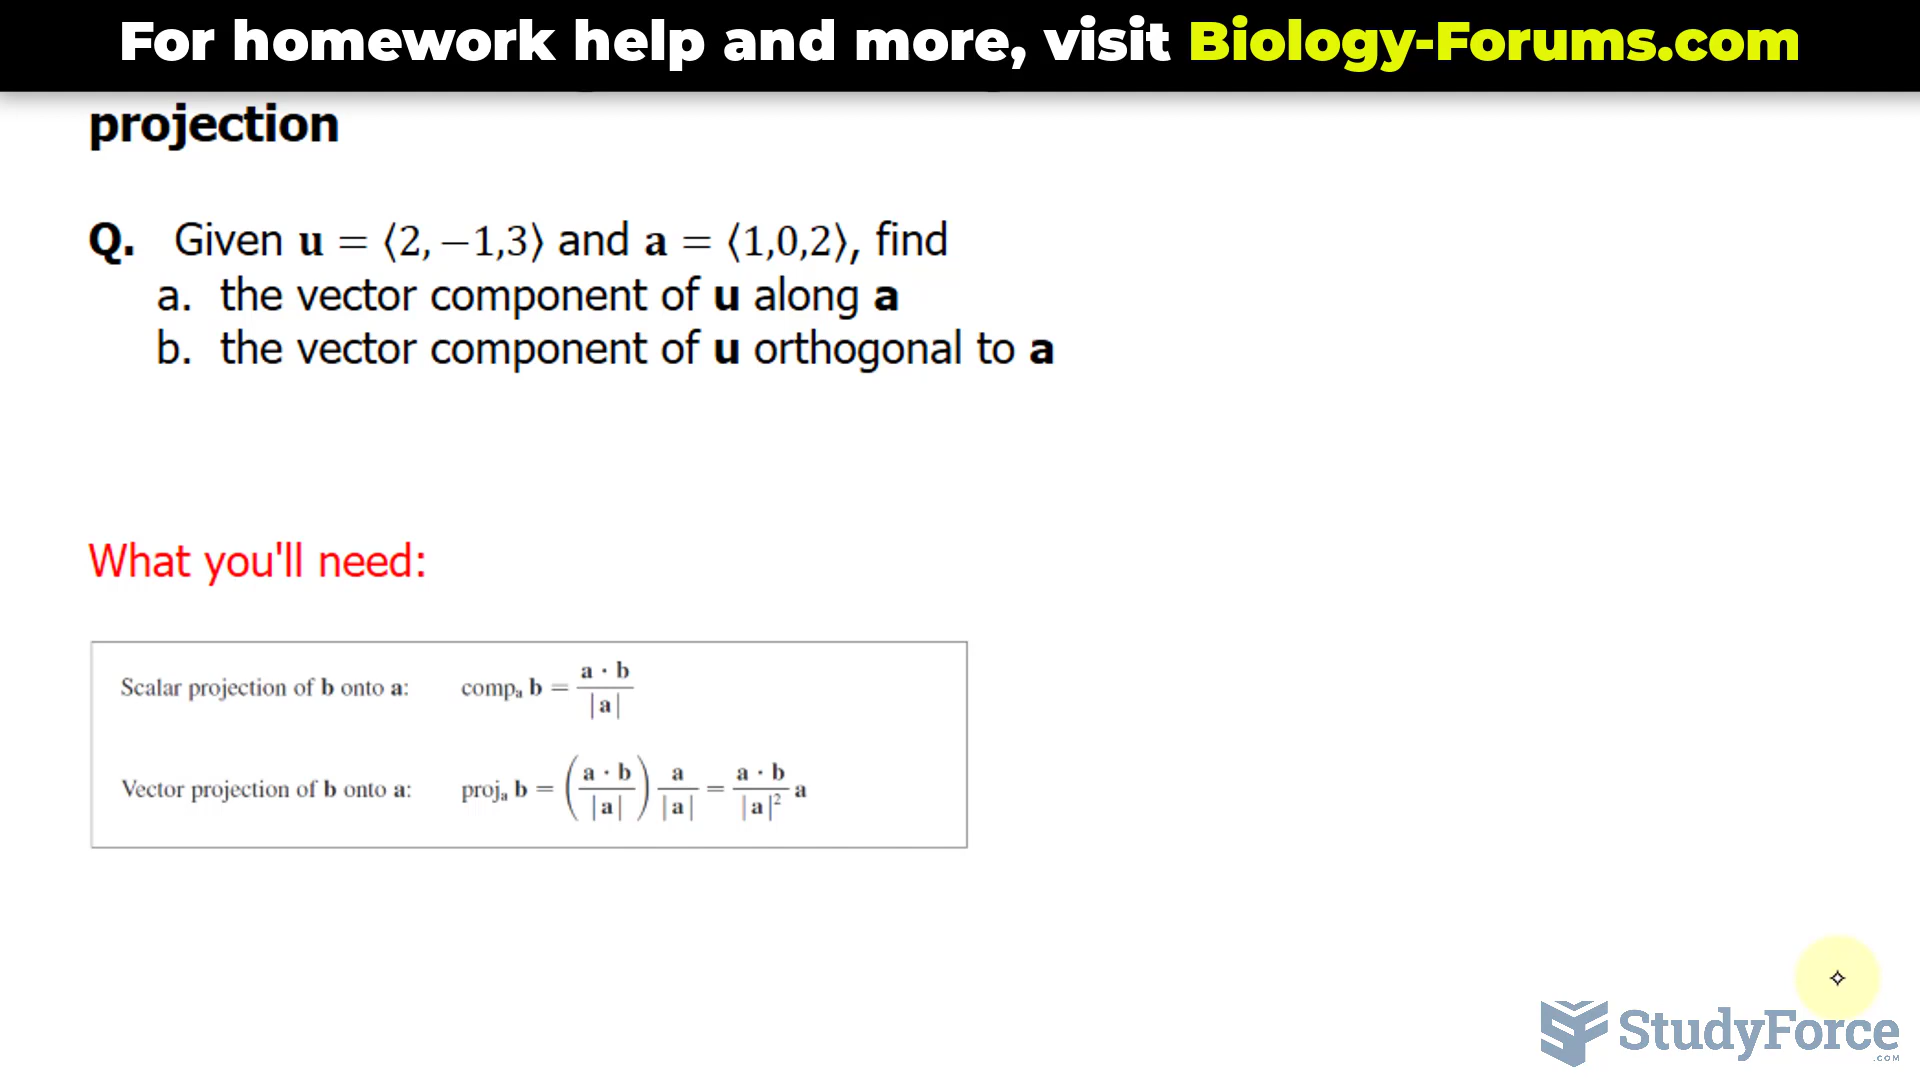 For homework help and more, visit Biology-Forums.com
projection
Q. Given u = ⟨2, −1,3⟩ and a = ⟨1,0,2⟩, find
a. the vector component of u along a
b. the vector component of u orthogonal to a
What you'll need:
Scalar projection of b onto a: compₐ b = a · b / |a|
Vector projection of b onto a: projₐ b = (a · b / |a|) a / |a| = a · b / |a|² a
StudyForce
.COM